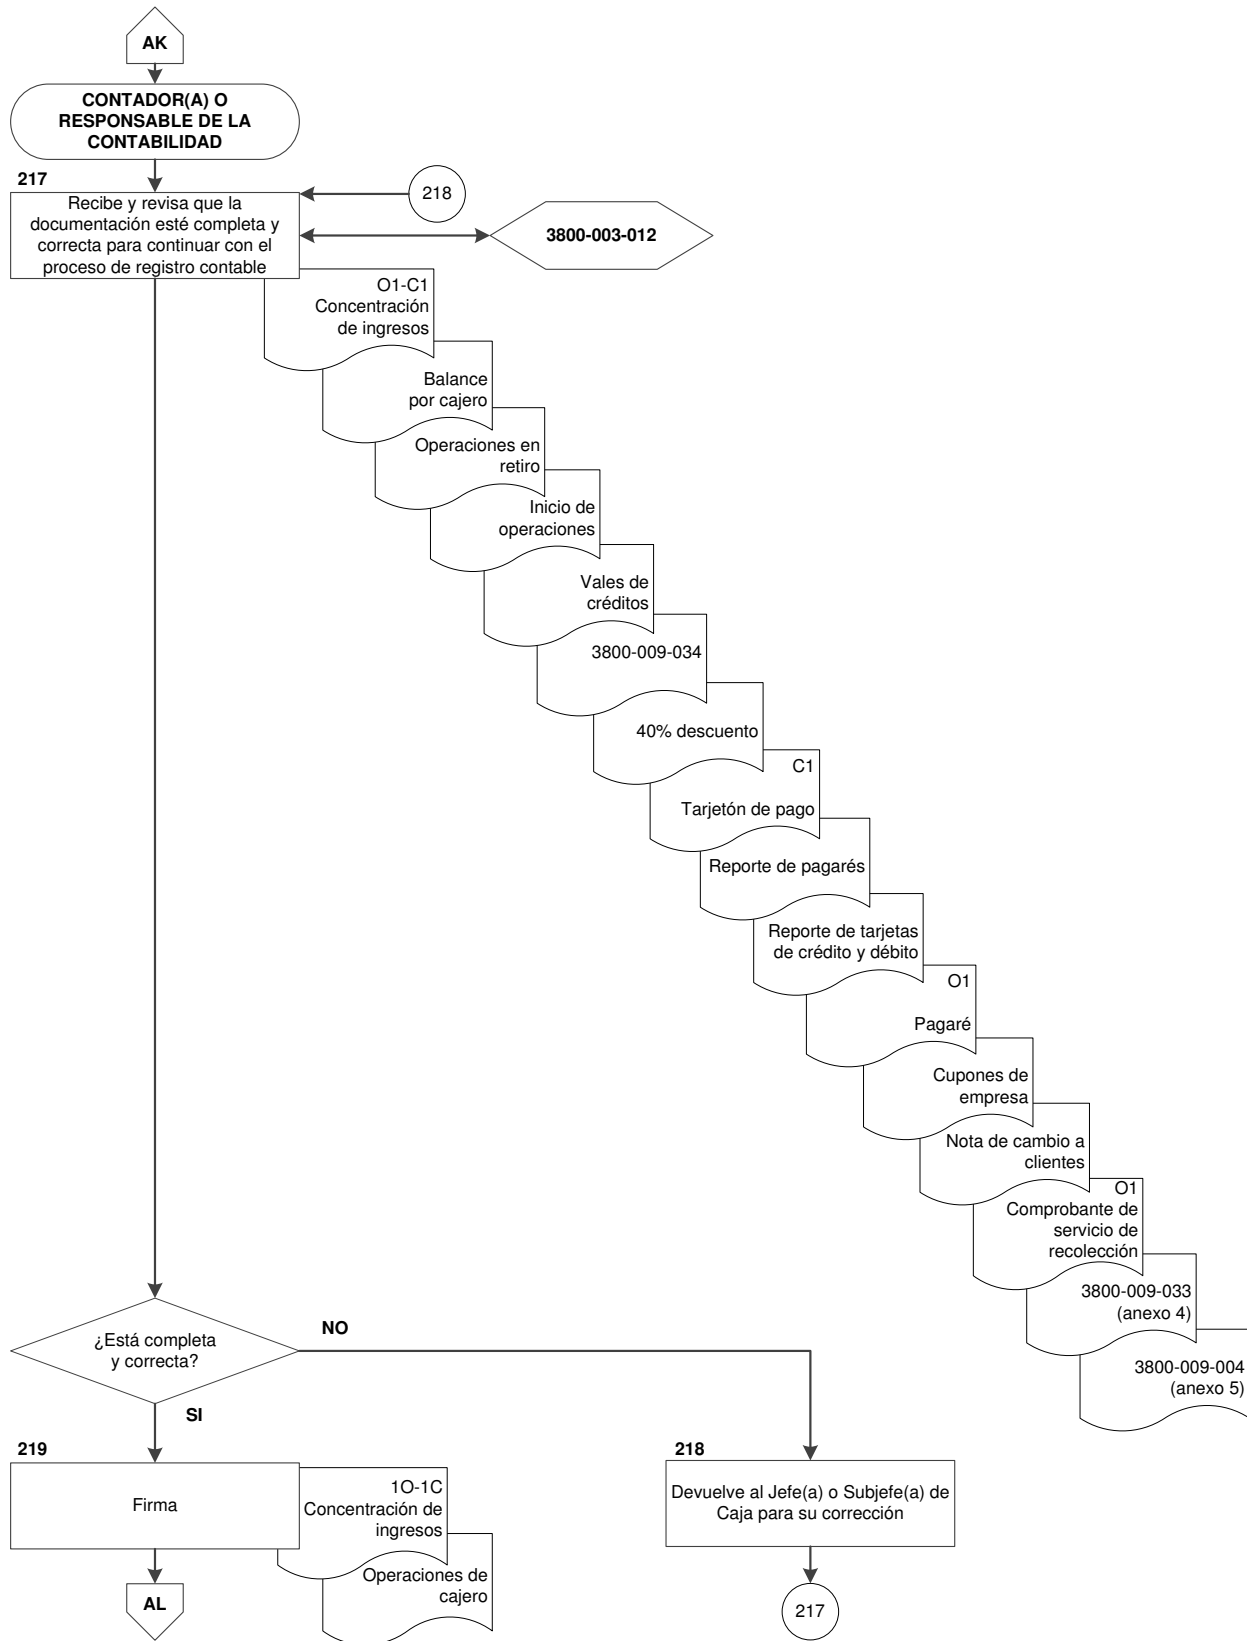 AK
CONTADOR(A) O
RESPONSABLE DE LA
CONTABILIDAD
217
Recibe y revisa que la
documentación esté completa y
correcta para continuar con el
proceso de registro contable
218
3800-003-012
O1-C1
Concentración
de ingresos
Balance
por cajero
Operaciones en
retiro
Inicio de
operaciones
Vales de
créditos
3800-009-034
40% descuento
C1
Tarjetón de pago
Reporte de pagarés
Reporte de tarjetas
de crédito y débito
O1
Pagaré
Cupones de
empresa
Nota de cambio a
clientes
O1
Comprobante de
servicio de
recolección
3800-009-033
(anexo 4)
3800-009-004
(anexo 5)
¿Está completa
y correcta?
NO
SI
219
Firma
1O-1C
Concentración de
ingresos
Operaciones de
cajero
AL
218
Devuelve al Jefe(a) o Subjefe(a) de
Caja para su corrección
217